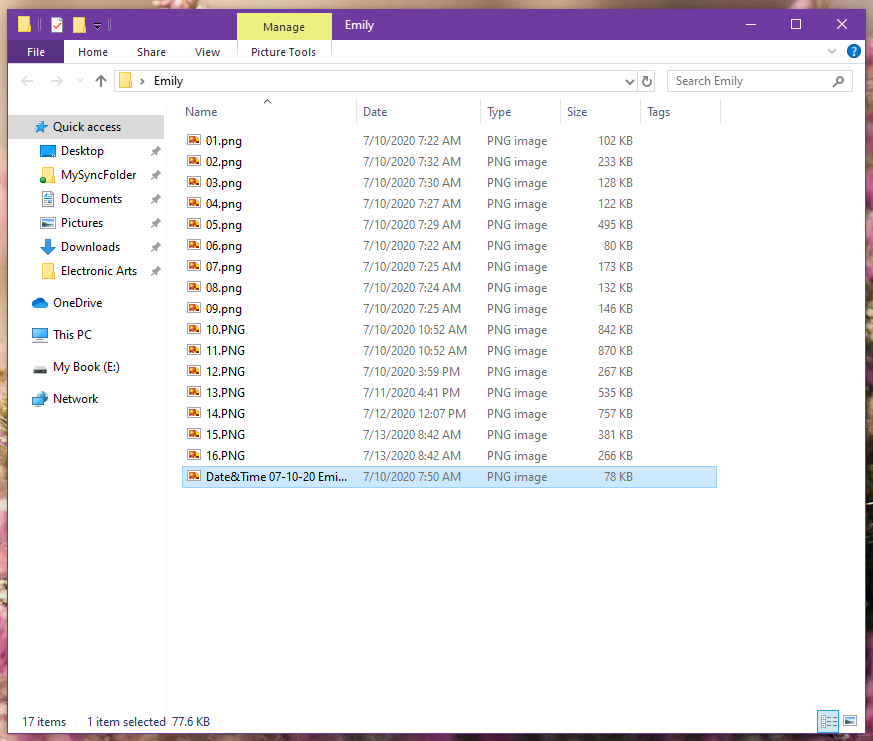 Manage Emily
File Home Share View Picture Tools ?
Emily Search Emily
Name Date Type Size Tags
Quick access
Desktop
MySyncFolder
Documents
Pictures
Downloads
Electronic Arts
OneDrive
This PC
My Book (E:)
Network
01.png 7/10/2020 7:22 AM PNG image 102 KB
02.png 7/10/2020 7:32 AM PNG image 233 KB
03.png 7/10/2020 7:30 AM PNG image 128 KB
04.png 7/10/2020 7:27 AM PNG image 122 KB
05.png 7/10/2020 7:29 AM PNG image 495 KB
06.png 7/10/2020 7:22 AM PNG image 80 KB
07.png 7/10/2020 7:25 AM PNG image 173 KB
08.png 7/10/2020 7:24 AM PNG image 132 KB
09.png 7/10/2020 7:25 AM PNG image 146 KB
10.PNG 7/10/2020 10:52 AM PNG image 842 KB
11.PNG 7/10/2020 10:52 AM PNG image 870 KB
12.PNG 7/10/2020 3:59 PM PNG image 267 KB
13.PNG 7/11/2020 4:41 PM PNG image 535 KB
14.PNG 7/12/2020 12:07 PM PNG image 757 KB
15.PNG 7/13/2020 8:42 AM PNG image 381 KB
16.PNG 7/13/2020 8:42 AM PNG image 266 KB
Date&Time 07-10-20 Emi... 7/10/2020 7:50 AM PNG image 78 KB
17 items 1 item selected 77.6 KB